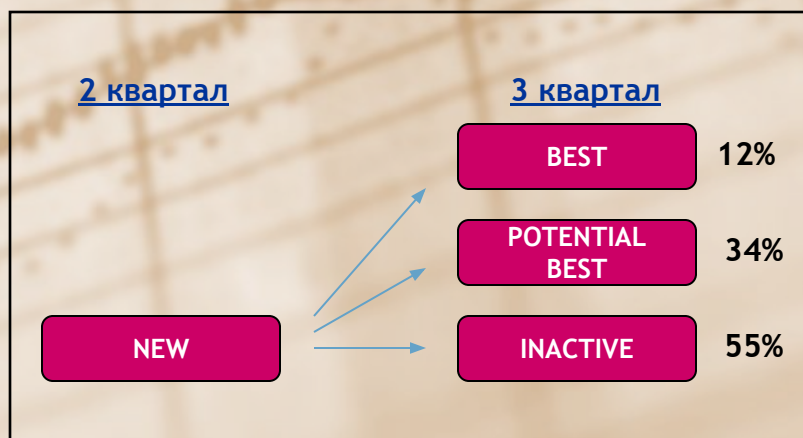 2 квартал
3 квартал
BEST
12%
POTENTIAL
BEST
34%
NEW
INACTIVE
55%